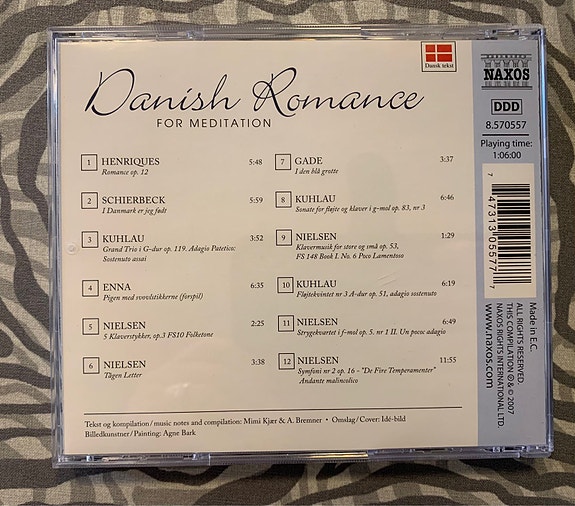 Danish Romance
FOR MEDITATION
Dansk tekst
1 HENRIQUES 5:48
Romance op. 12
2 SCHIERBECK 5:59
I Danmark er jeg født
3 KUHLAU 3:52
Grand Trio i G-dur op. 119. Adagio Patetico:
Sostenuto assai
4 ENNA 6:35
Pigen med svovlstikkerne (forspil)
5 NIELSEN 2:25
5 Klaverstykker, op.3 FS10 Folketone
6 NIELSEN 3:38
Tågen Letter
7 GADE 3:37
I den blå grotte
8 KUHLAU 6:46
Sonate for fløjte og klaver i g-mol op. 83, nr 3
9 NIELSEN 1:29
Klavermusik for store og små op. 53,
FS 148 Book I. No. 6 Poco Lamentoso
10 KUHLAU 6:19
Fløjtekvintet nr 3 A-dur op. 51, adagio sostenuto
11 NIELSEN 6:49
Strygekvartet i f-mol op. 5. nr 1 II. Un poco adagio
12 NIELSEN 11:55
Symfoni nr 2 op. 16 - "De Fire Temperamenter"
Andante malincolico
Tekst og kompilation / music notes and compilation: Mimi Kjær & A. Bremner • Omslag / Cover: Idé-bild
Billedkunstner / Painting: Agne Bark
NAXOS
DDD
8.570557
Playing time:
1:06:00
7 47313 05577 7
Made in E.C.
ALL RIGHTS RESERVED.
THIS COMPILATION ℗ & © 2007
NAXOS RIGHTS INTERNATIONAL LTD.
www.naxos.com